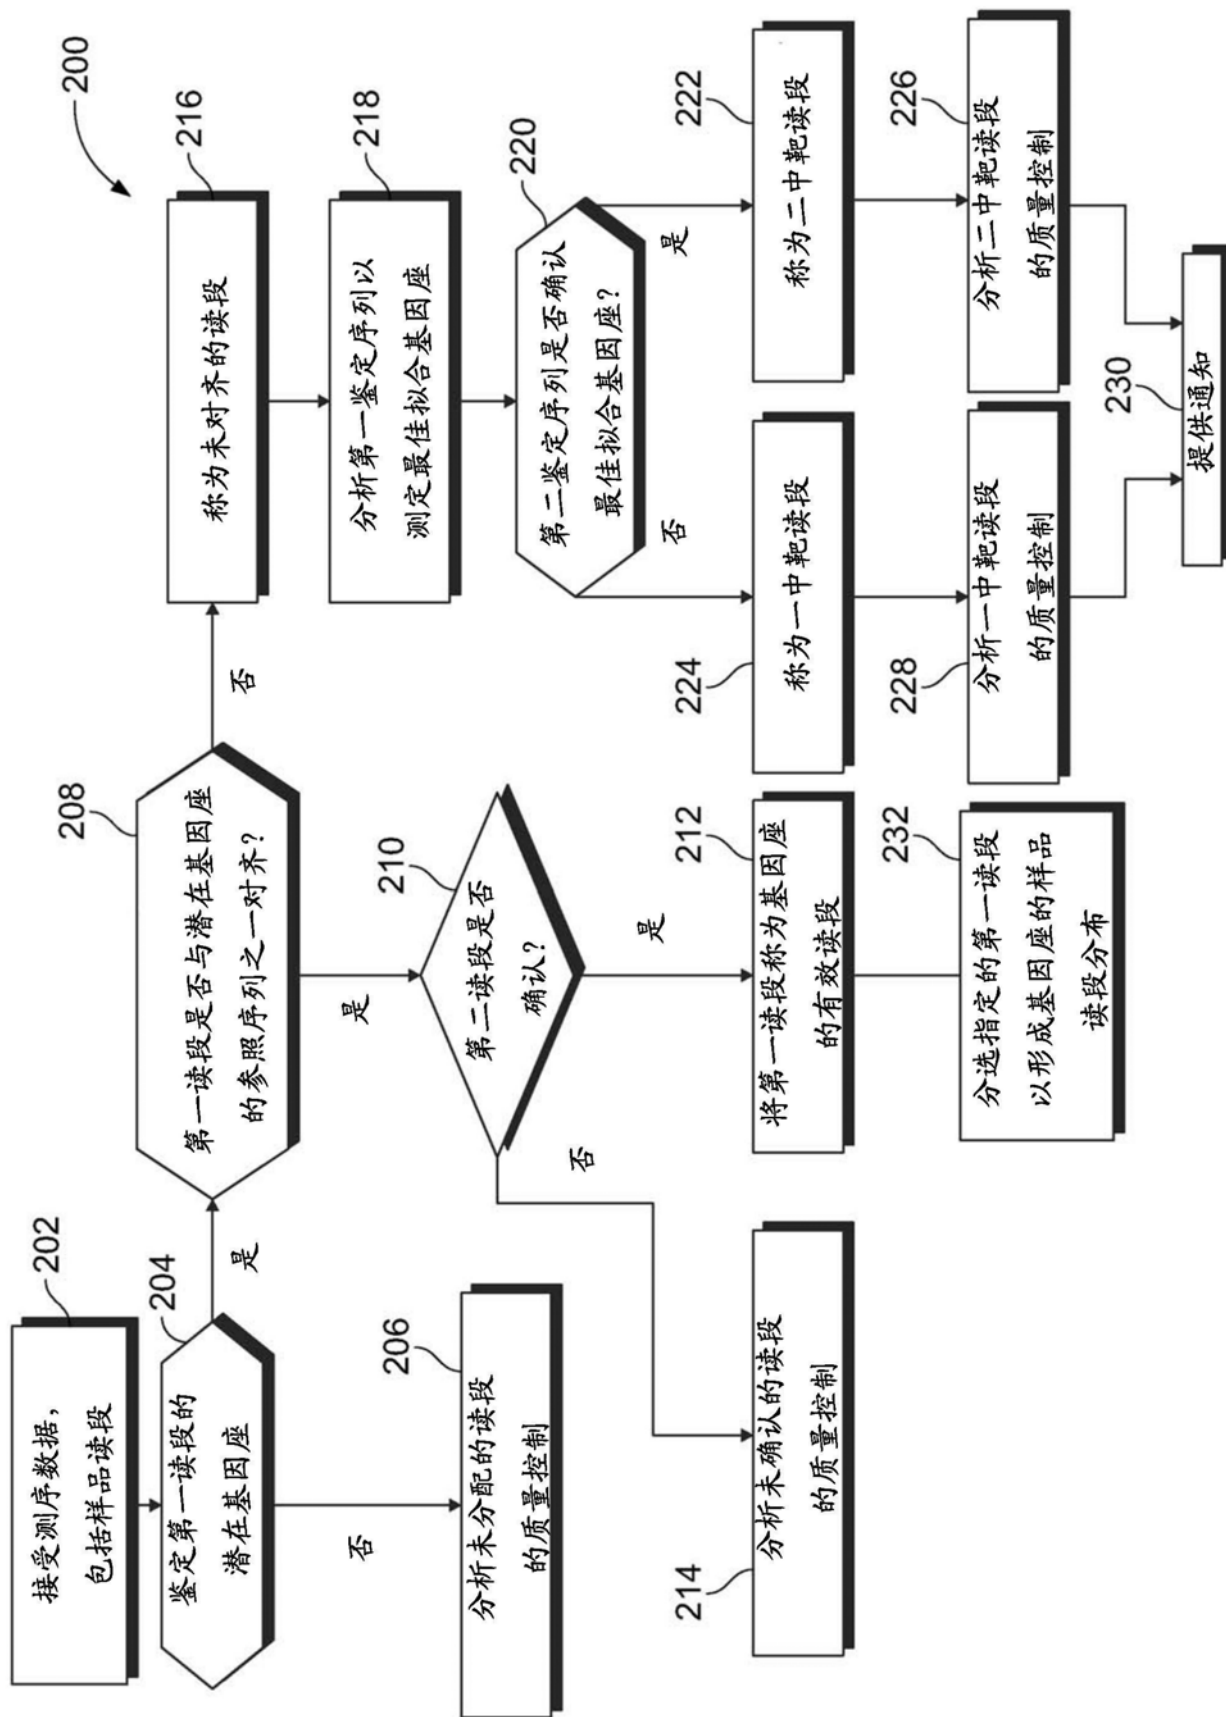 200
202
接受测序数据，
包括样品读段
204
鉴定第一读段的
潜在基因座
是
否
206
分析未分配的读段
的质量控制
208
第一读段是否与潜在基因座
的参照序列之一对齐？
否
是
210
第二读段是否
确认？
否
是
214
分析未确认的读段
的质量控制
212
将第一读段称为基因座
的有效读段
232
分选指定的第一读段
以形成基因座的样品
读段分布
216
称为未对齐的读段
218
分析第一鉴定序列以
测定最佳拟合基因座
220
第二鉴定序列是否确认
最佳拟合基因座？
否
是
224
称为一中靶读段
222
称为二中靶读段
228
分析一中靶读段
的质量控制
226
分析二中靶读段
的质量控制
230
提供通知